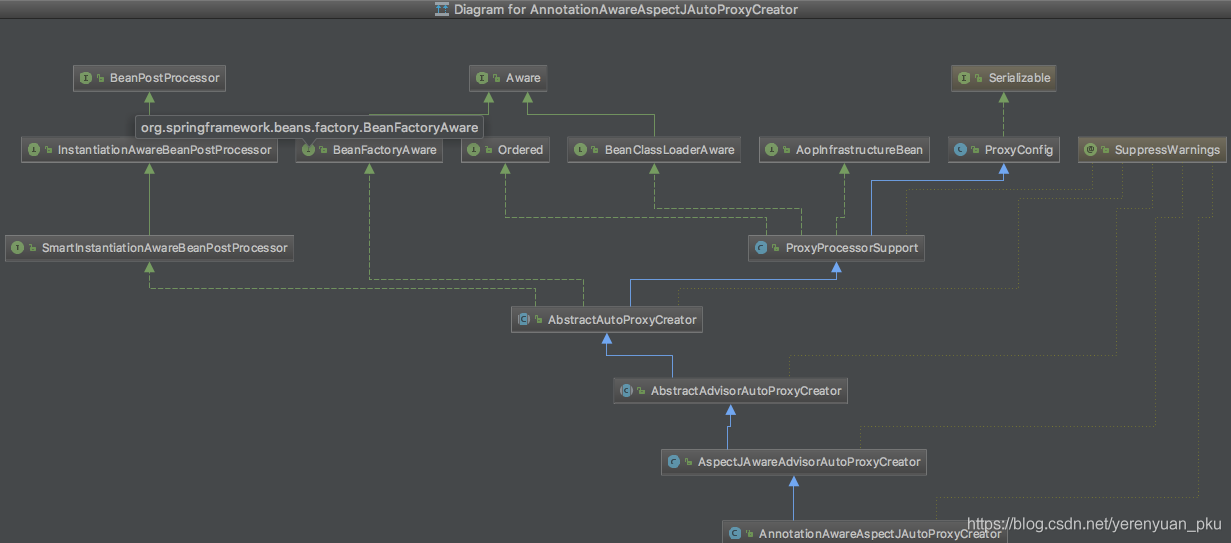 Diagram for AnnotationAwareAspectJAutoProxyCreator
BeanPostProcessor
Aware
Serializable
org.springframework.beans.factory.BeanFactoryAware
InstantiationAwareBeanPostProcessor
BeanFactoryAware
Ordered
BeanClassLoaderAware
AopInfrastructureBean
ProxyConfig
SuppressWarnings
SmartInstantiationAwareBeanPostProcessor
ProxyProcessorSupport
AbstractAutoProxyCreator
AbstractAdvisorAutoProxyCreator
AspectJAwareAdvisorAutoProxyCreator
AnnotationAwareAspectJAutoProxyCreator
https://blog.csdn.net/yerenyuan_pku